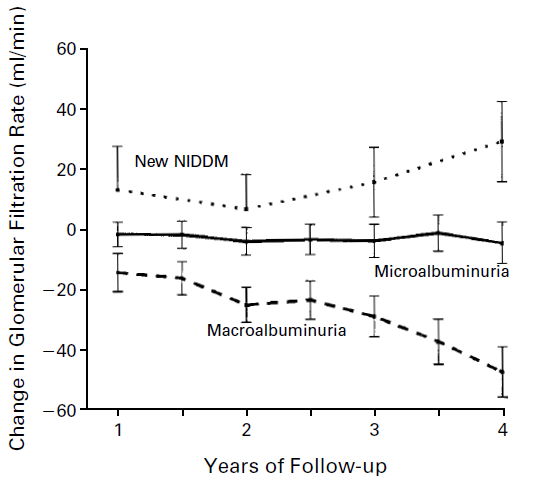 Change in Glomerular Filtration Rate (ml/min)
60
40
20
0
−20
−40
−60
New NIDDM
Microalbuminuria
Macroalbuminuria
1
2
3
4
Years of Follow-up